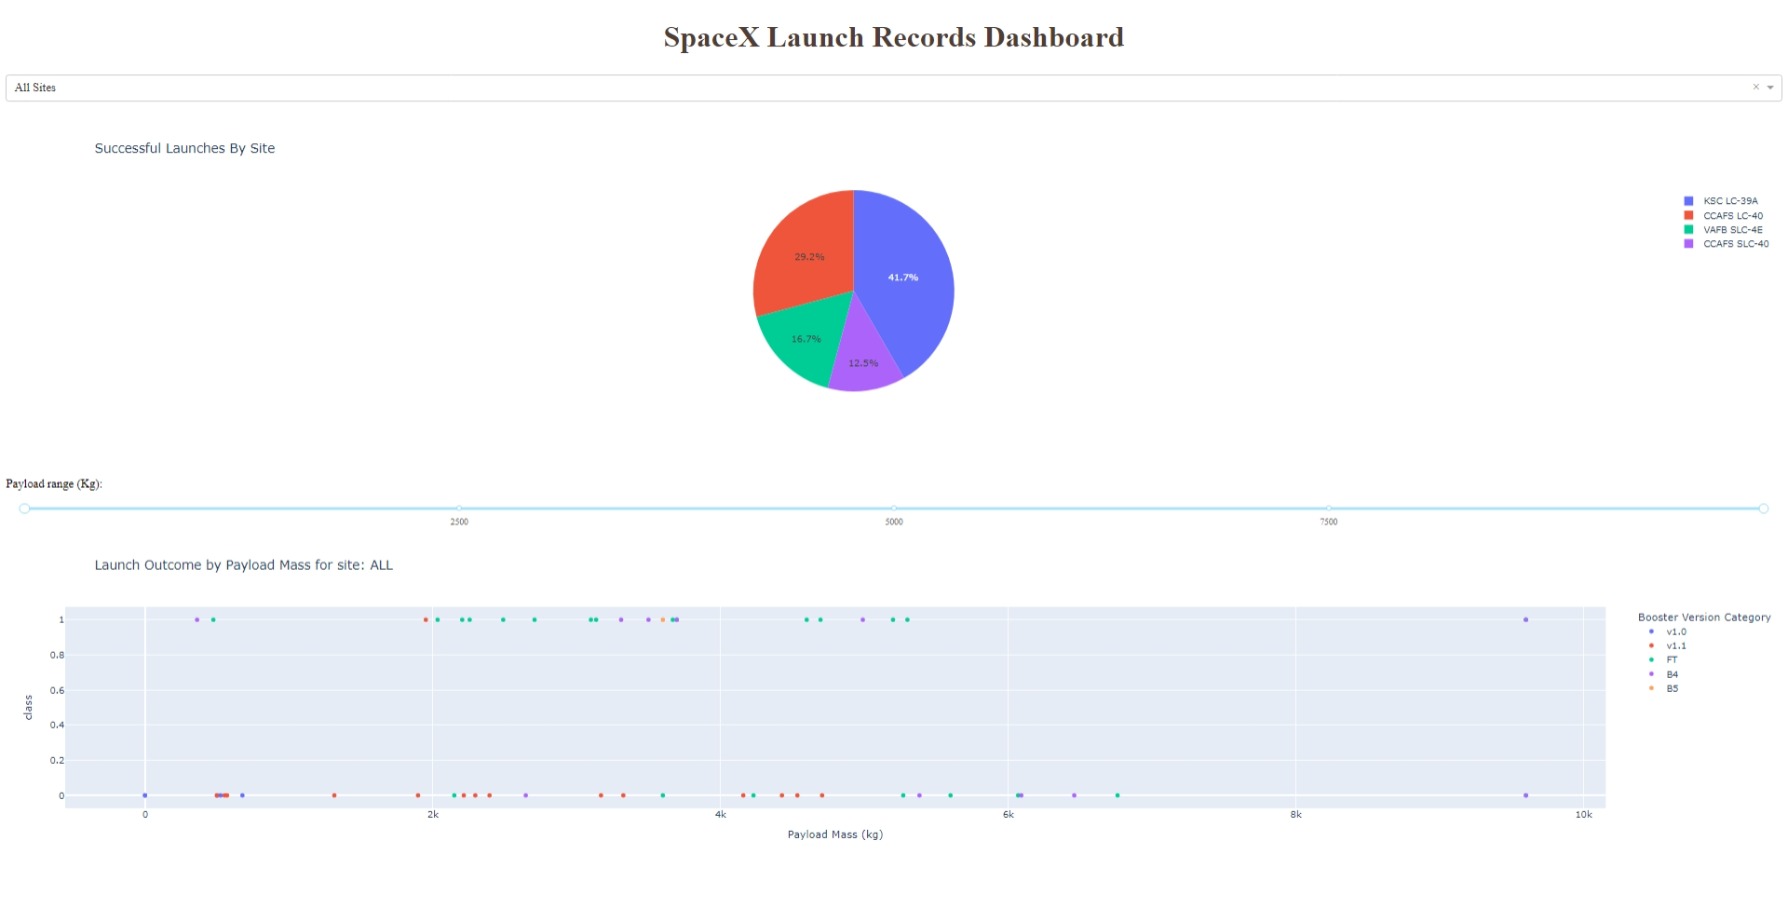 SpaceX Launch Records Dashboard
All Sites
×
Successful Launches By Site
KSC LC-39A
CCAFS LC-40
VAFB SLC-4E
CCAFS SLC-40
29.2%
41.7%
16.7%
12.5%
Payload range (Kg):
2500 5000 7500
Launch Outcome by Payload Mass for site: ALL
Booster Version Category
v1.0
v1.1
FT
B4
B5
class
1
0.8
0.6
0.4
0.2
0
0 2k 4k 6k 8k 10k
Payload Mass (kg)